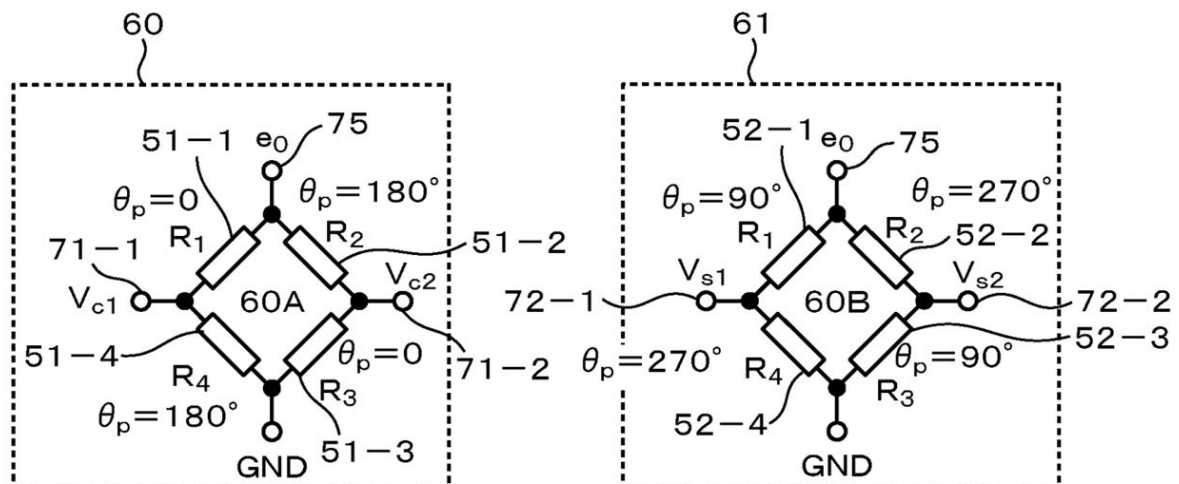 60
51-1
e0
75
θp=0
θp=180°
R1
R2
51-2
71-1
Vc1
60A
Vc2
51-4
θp=0
71-2
R4
R3
θp=180°
51-3
GND
61
52-1
e0
75
θp=90°
θp=270°
R1
R2
52-2
Vs1
Vs2
72-1
60B
72-2
52-3
θp=270°
θp=90°
R4
R3
52-4
GND